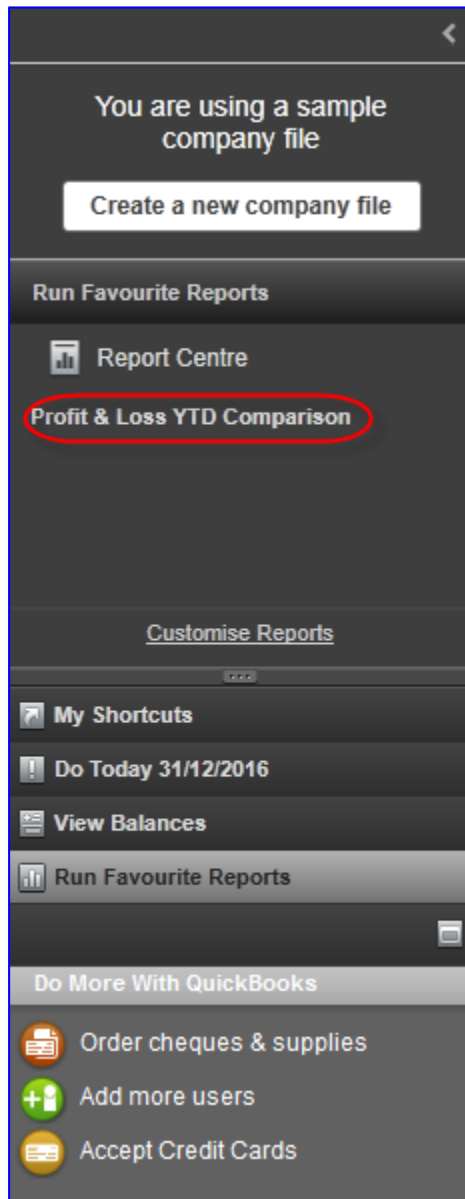 You are using a sample
company file
Create a new company file
Run Favourite Reports
Report Centre
Profit & Loss YTD Comparison
Customise Reports
My Shortcuts
Do Today 31/12/2016
View Balances
Run Favourite Reports
Do More With QuickBooks
Order cheques & supplies
Add more users
Accept Credit Cards